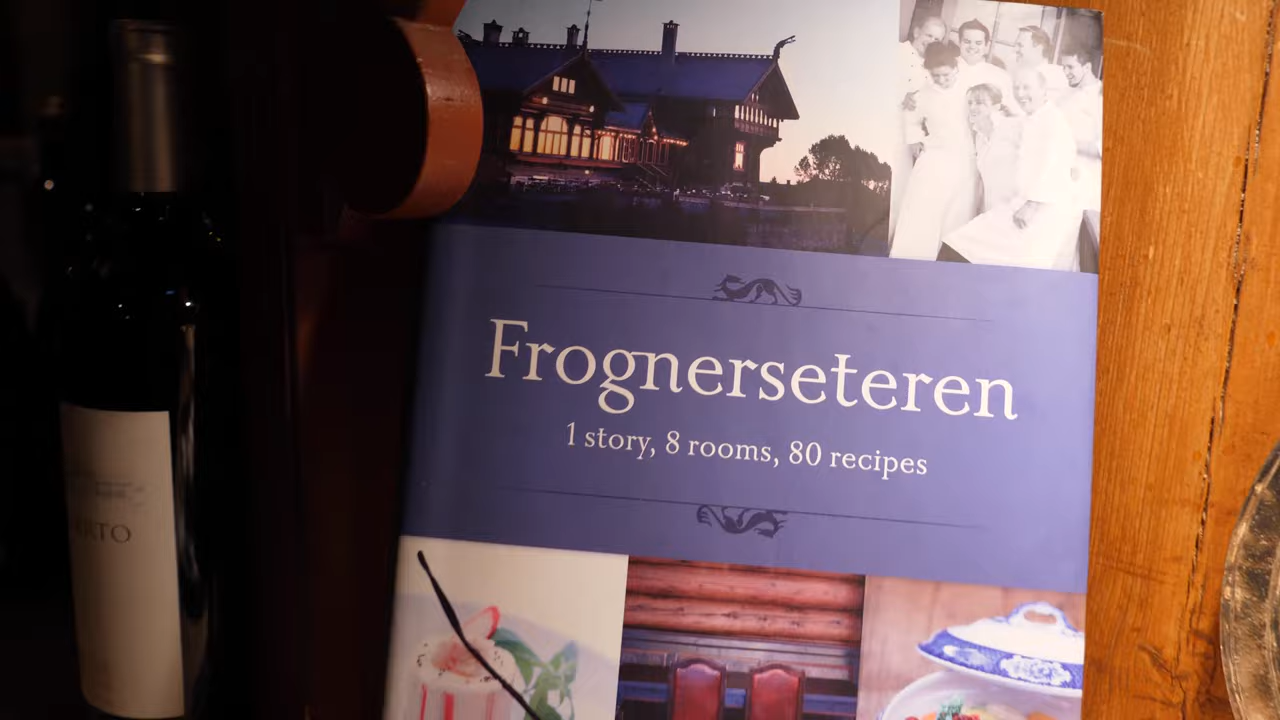 Frognerseteren
1 story, 8 rooms, 80 recipes